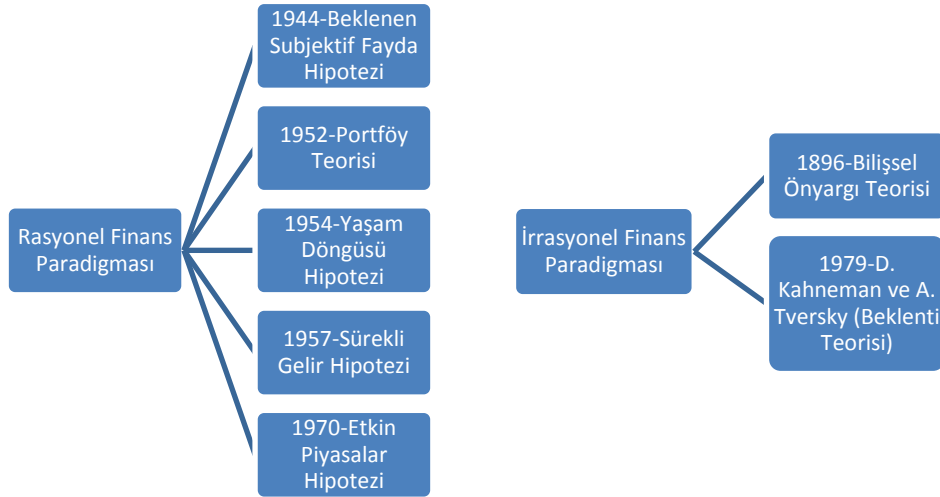 Rasyonel Finans
Paradigması
1944-Beklenen
Subjektif Fayda
Hipotezi
1952-Portföy
Teorisi
1954-Yaşam
Döngüsü
Hipotezi
1957-Sürekli
Gelir Hipotezi
1970-Etkin
Piyasalar
Hipotezi
İrrasyonel Finans
Paradigması
1896-Bilişsel
Önyargı Teorisi
1979-D.
Kahneman ve A.
Tversky (Beklenti
Teorisi)